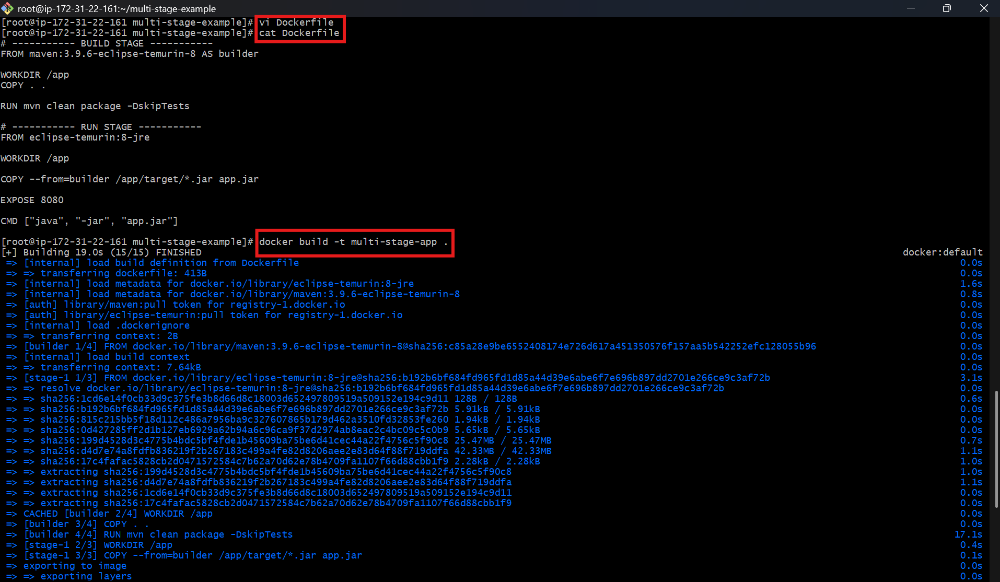 root@ip-172-31-22-161:~/multi-stage-example
[root@ip-172-31-22-161 multi-stage-example]# vi Dockerfile
[root@ip-172-31-22-161 multi-stage-example]# cat Dockerfile
# ----------- BUILD STAGE -----------
FROM maven:3.9.6-eclipse-temurin-8 AS builder
WORKDIR /app
COPY . .
RUN mvn clean package -DskipTests
# ----------- RUN STAGE -----------
FROM eclipse-temurin:8-jre
WORKDIR /app
COPY --from=builder /app/target/*.jar app.jar
EXPOSE 8080
CMD ["java", "-jar", "app.jar"]
[root@ip-172-31-22-161 multi-stage-example]# docker build -t multi-stage-app .
[+] Building 19.0s (15/15) FINISHED docker:default
=> [internal] load build definition from Dockerfile 0.0s
=> => transferring dockerfile: 413B 0.0s
=> [internal] load metadata for docker.io/library/eclipse-temurin:8-jre 1.6s
=> [internal] load metadata for docker.io/library/maven:3.9.6-eclipse-temurin-8 0.8s
=> [auth] library/maven:pull token for registry-1.docker.io 0.0s
=> [auth] library/eclipse-temurin:pull token for registry-1.docker.io 0.0s
=> [internal] load .dockerignore 0.0s
=> => transferring context: 2B 0.0s
=> [builder 1/4] FROM docker.io/library/maven:3.9.6-eclipse-temurin-8@sha256:c85a28e9be6552408174e726d617a451350576f157aa5b542252efc128055b96 0.0s
=> [internal] load build context 0.0s
=> => transferring context: 7.64kB 0.0s
=> [stage-1 1/3] FROM docker.io/library/eclipse-temurin:8-jre@sha256:b192b6bf684fd965fd1d85a44d39e6abe6f7e696b897dd2701e266ce9c3af72b 3.1s
=> => resolve docker.io/library/eclipse-temurin:8-jre@sha256:b192b6bf684fd965fd1d85a44d39e6abe6f7e696b897dd2701e266ce9c3af72b 0.0s
=> => sha256:1cd6e14f0cb33d9c375fe3b8d66d8c18003d652497809519a509152e194c9d11 128B / 128B 0.6s
=> => sha256:b192b6bf684fd965fd1d85a44d39e6abe6f7e696b897dd2701e266ce9c3af72b 5.91kB / 5.91kB 0.0s
=> => sha256:815c215bb5f18d112c486a7956ba9c327607865b179d462a3510fd32853fe260 1.94kB / 1.94kB 0.0s
=> => sha256:0d427285ff2d1b127eb6929a62b94a6c96ca9f37d2974ab8eac2c4bc09c5c0b9 5.65kB / 5.65kB 0.0s
=> => sha256:199d4528d3c4775b4bdc5bf4fde1b45609ba75be6d41cec44a22f4756c5f90c8 25.47MB / 25.47MB 0.7s
=> => sha256:d4d7e74a8fdfb836219f2b267183c499a4fe82d8206aee2e83d64f88f719ddfa 42.33MB / 42.33MB 1.1s
=> => sha256:17c4fafac5828cb2d0471572584c7b62a70d62e78b4709fa1107f66d88cbb1f9 2.28kB / 2.28kB 1.0s
=> => extracting sha256:199d4528d3c4775b4bdc5bf4fde1b45609ba75be6d41cec44a22f4756c5f90c8 1.0s
=> => extracting sha256:d4d7e74a8fdfb836219f2b267183c499a4fe82d8206aee2e83d64f88f719ddfa 1.1s
=> => extracting sha256:1cd6e14f0cb33d9c375fe3b8d66d8c18003d652497809519a509152e194c9d11 0.0s
=> => extracting sha256:17c4fafac5828cb2d0471572584c7b62a70d62e78b4709fa1107f66d88cbb1f9 0.0s
=> CACHED [builder 2/4] WORKDIR /app 0.0s
=> [builder 3/4] COPY . . 0.0s
=> [builder 4/4] RUN mvn clean package -DskipTests 17.1s
=> [stage-1 2/3] WORKDIR /app 0.4s
=> [stage-1 3/3] COPY --from=builder /app/target/*.jar app.jar 0.1s
=> exporting to image 0.0s
=> => exporting layers 0.0s